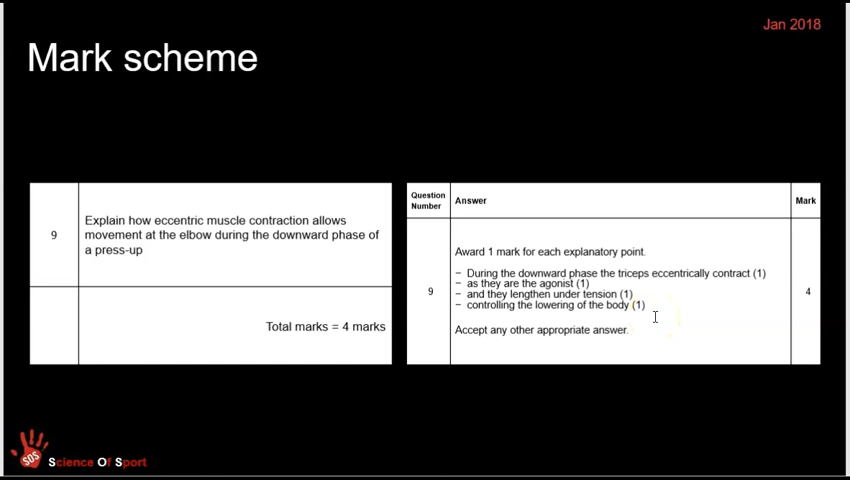 Jan 2018
Mark scheme
9
Explain how eccentric muscle contraction allows
movement at the elbow during the downward phase of
a press-up
Total marks = 4 marks
Question Number
Answer
Mark
9
Award 1 mark for each explanatory point.
– During the downward phase the triceps eccentrically contract (1)
– as they are the agonist (1)
– and they lengthen under tension (1)
– controlling the lowering of the body (1)
Accept any other appropriate answer.
4
SOS
Science Of Sport